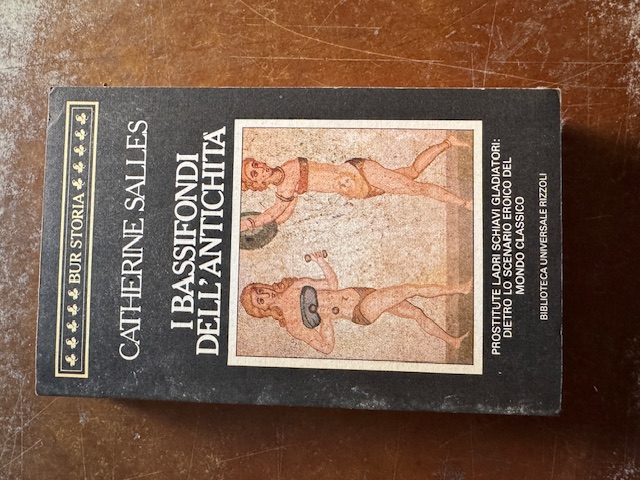 BUR STORIA
CATHERINE SALLES
I BASSIFONDI
DELL'ANTICHITÀ
PROSTITUTE LADRI SCHIAVI GLADIATORI:
DIETRO LO SCENARIO EROICO DEL
MONDO CLASSICO
BIBLIOTECA UNIVERSALE RIZZOLI